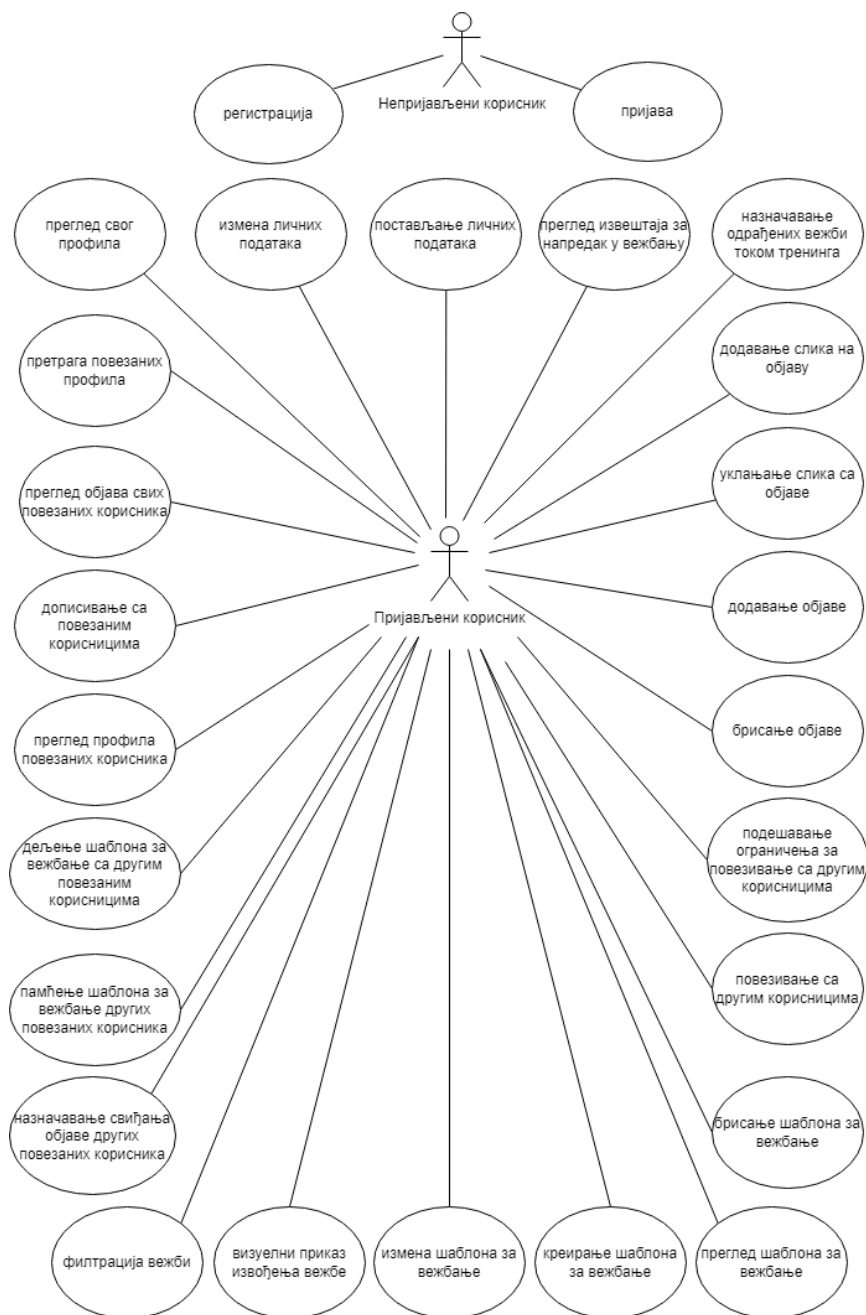 Непријављени корисник
регистрација
пријава
преглед свог
профила
измена личних
података
постављање личних
података
преглед извештаја за
напредак у вежбању
назначавање
одрађених вежби
током тренинга
претрага повезаних
профила
додавање слика на
објаву
преглед објава свих
повезаних корисника
уклањање слика са
објаве
дописивање са
повезаним
корисницима
Пријављени корисник
додавање објаве
преглед профила
повезаних корисника
брисање објаве
дељење шаблона за
вежбање са другим
повезаним
корисницима
подешавање
ограничења за
повезивање са другим
корисницима
памћење шаблона за
вежбање других
повезаних корисника
повезивање са
другим корисницима
назначавање свиђања
објаве других
повезаних корисника
брисање шаблона за
вежбање
филтрација вежби
визуелни приказ
извођења вежбе
измена шаблона за
вежбање
креирање шаблона
за вежбање
преглед шаблона за
вежбање